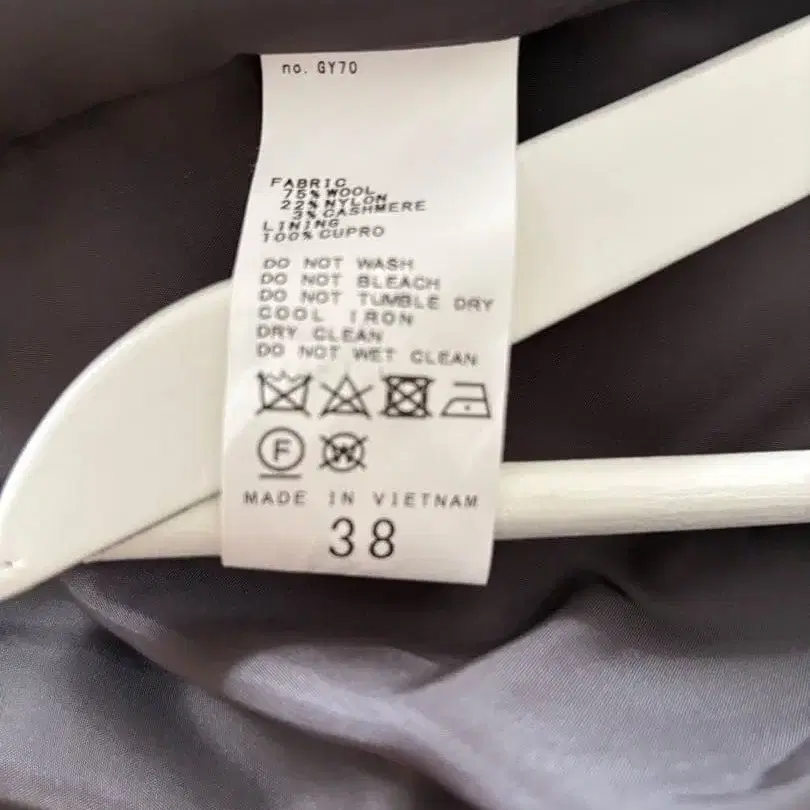 no. GY70
FABRIC
75% WOOL
22% NYLON
3% CASHMERE
LINING
100% CUPRO
DO NOT WASH
DO NOT BLEACH
DO NOT TUMBLE DRY
COOL IRON
DRY CLEAN
DO NOT WET CLEAN
F W
MADE IN VIETNAM
38